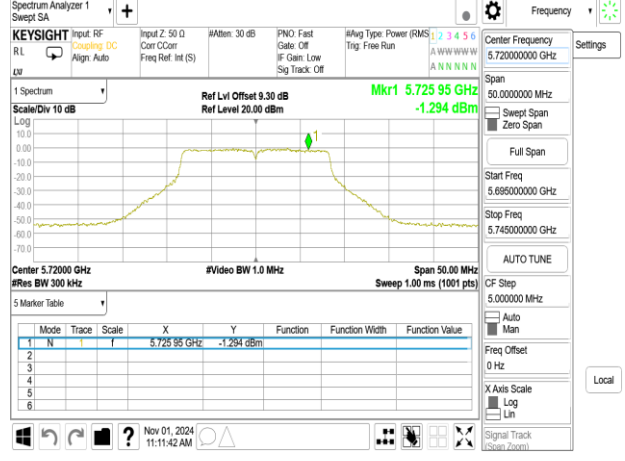 Spectrum Analyzer 1
Swept SA
Frequency
KEYSIGHT
RL
LXI
Input: RF
Coupling: DC
Align: Auto
Input Z: 50 Ω
Corr CCorr
Freq Ref: Int (S)
#Atten: 30 dB
PNO: Fast
Gate: Off
IF Gain: Low
Sig Track: Off
#Avg Type: Power (RMS
Trig: Free Run
1 2 3 4 5 6
A W W W W W
A N N N N N
Center Frequency
5.720000000 GHz
Settings
Span
50.0000000 MHz
Swept Span
Zero Span
Full Span
Start Freq
5.695000000 GHz
Stop Freq
5.745000000 GHz
AUTO TUNE
CF Step
5.000000 MHz
Auto
Man
Freq Offset
0 Hz
X Axis Scale
Log
Lin
Local
Signal Track
(Span Zoom)
1 Spectrum
Scale/Div 10 dB
Ref Lvl Offset 9.30 dB
Ref Level 20.00 dBm
Mkr1 5.725 95 GHz
-1.294 dBm
Log
10.0
0.00
-10.0
-20.0
-30.0
-40.0
-50.0
-60.0
-70.0
1
Center 5.72000 GHz
#Res BW 300 kHz
#Video BW 1.0 MHz
Span 50.00 MHz
Sweep 1.00 ms (1001 pts)
5 Marker Table
Mode Trace Scale X Y Function Function Width Function Value
1 N 1 f 5.725 95 GHz -1.294 dBm
2
3
4
5
6
?
Nov 01, 2024
11:11:42 AM